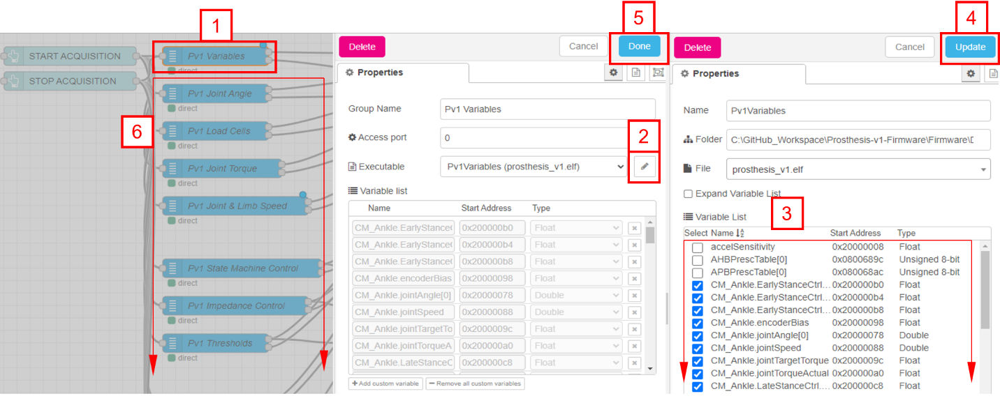 1
START ACQUISITION
STOP ACQUISITION
Pv1 Variables
direct
Pv1 Joint Angle
direct
6
Pv1 Load Cells
direct
Pv1 Joint Torque
direct
Pv1 Joint & Limb Speed
direct
Pv1 State Machine Control
direct
Pv1 Impedance Control
direct
Pv1 Thresholds
direct
5
Delete Cancel Done
Properties
Group Name Pv1 Variables
Access port 0
2
Executable Pv1Variables (prosthesis_v1.elf)
Variable list
Name Start Address Type
CM_Ankle.EarlyStance 0x200000b0 Float
CM_Ankle.EarlyStance 0x200000b4 Float
CM_Ankle.EarlyStance 0x200000b8 Float
CM_Ankle.encoderBias 0x20000098 Float
CM_Ankle.jointAngle[0] 0x20000078 Double
CM_Ankle.jointSpeed 0x20000088 Double
CM_Ankle.jointTargetTo 0x2000009c Float
CM_Ankle.jointTorqueA 0x200000a0 Float
CM_Ankle.LateStanceC 0x200000c8 Float
+ Add custom variable − Remove all custom variables
4
Delete Cancel Update
Properties
Name Pv1Variables
Folder C:\GitHub_Workspace\Prosthesis-v1-Firmware\Firmware\
File prosthesis_v1.elf
Expand Variable List
3
Variable List
Select Name Start Address Type
accelSensitivity 0x20000008 Float
AHBPrescTable[0] 0x0800689c Unsigned 8-bit
APBPrescTable[0] 0x080068ac Unsigned 8-bit
CM_Ankle.EarlyStanceCtrl... 0x200000b0 Float
CM_Ankle.EarlyStanceCtrl... 0x200000b4 Float
CM_Ankle.EarlyStanceCtrl... 0x200000b8 Float
CM_Ankle.encoderBias 0x20000098 Float
CM_Ankle.jointAngle[0] 0x20000078 Double
CM_Ankle.jointSpeed 0x20000088 Double
CM_Ankle.jointTargetTorque 0x2000009c Float
CM_Ankle.jointTorqueActual 0x200000a0 Float
CM_Ankle.LateStanceCtrl.... 0x200000c8 Float